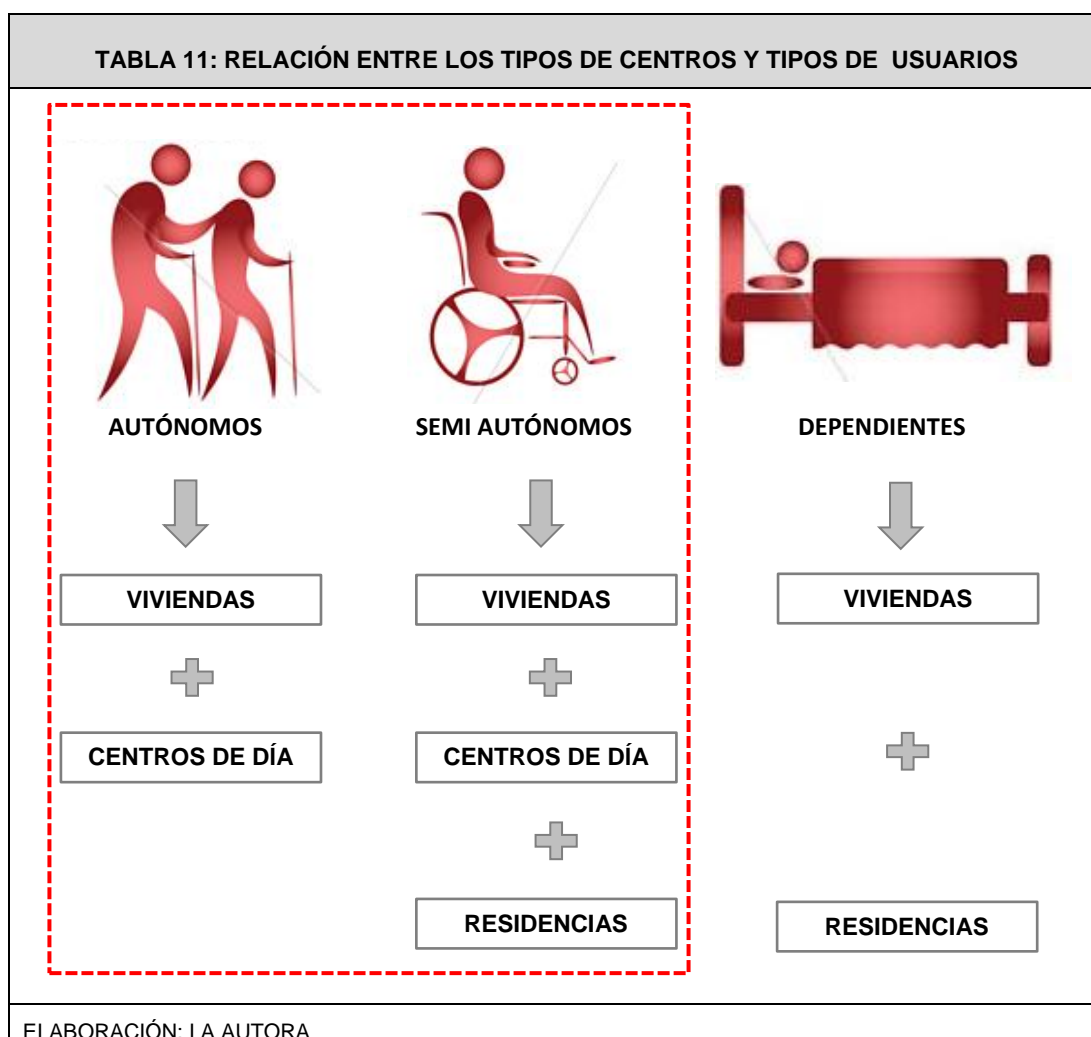 TABLA 11: RELACIÓN ENTRE LOS TIPOS DE CENTROS Y TIPOS DE USUARIOS
AUTÓNOMOS
SEMI AUTÓNOMOS
DEPENDIENTES
VIVIENDAS
VIVIENDAS
VIVIENDAS
CENTROS DE DÍA
CENTROS DE DÍA
RESIDENCIAS
RESIDENCIAS
ELABORACIÓN: LA AUTORA